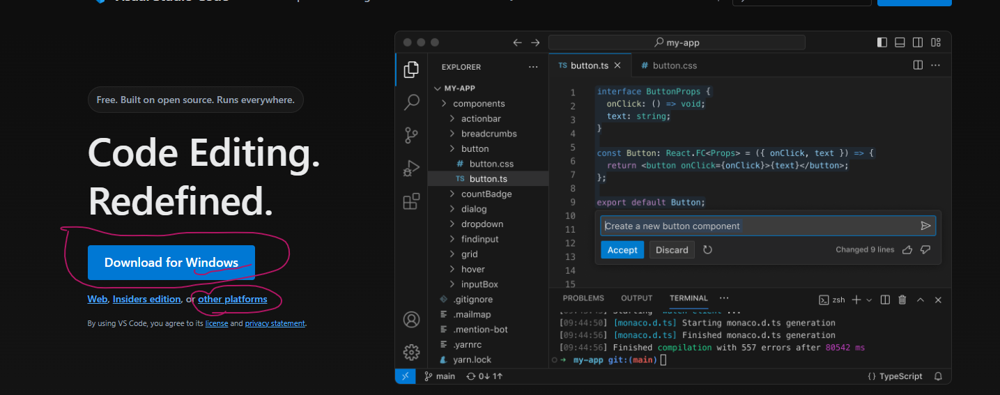 Free. Built on open source. Runs everywhere.
Code Editing.
Redefined.
Download for Windows
Web, Insiders edition, or other platforms
By using VS Code, you agree to its license and privacy statement.
my-app
EXPLORER
MY-APP
components
actionbar
breadcrumbs
button
# button.css
TS button.ts
countBadge
dialog
dropdown
findinput
grid
hover
inputBox
.gitignore
.mailmap
.mention-bot
.yarnrc
yarn.lock
TS button.ts
# button.css
1 interface ButtonProps {
2 onClick: () => void;
3 text: string;
4 }
5
6 const Button: React.FC<Props> = ({ onClick, text }) => {
7 return <button onClick={onClick}>{text}</button>;
8 };
9 export default Button;
10
11
12
13
14
15
Create a new button component
Accept Discard Changed 9 lines
PROBLEMS OUTPUT TERMINAL zsh
[09:44:50] [monaco.d.ts] Starting monaco.d.ts generation
[09:44:56] [monaco.d.ts] Finished monaco.d.ts generation
[09:44:56] Finished compilation with 557 errors after 80542 ms
my-app git:(main)
main 0↓ 1↑ {} TypeScript